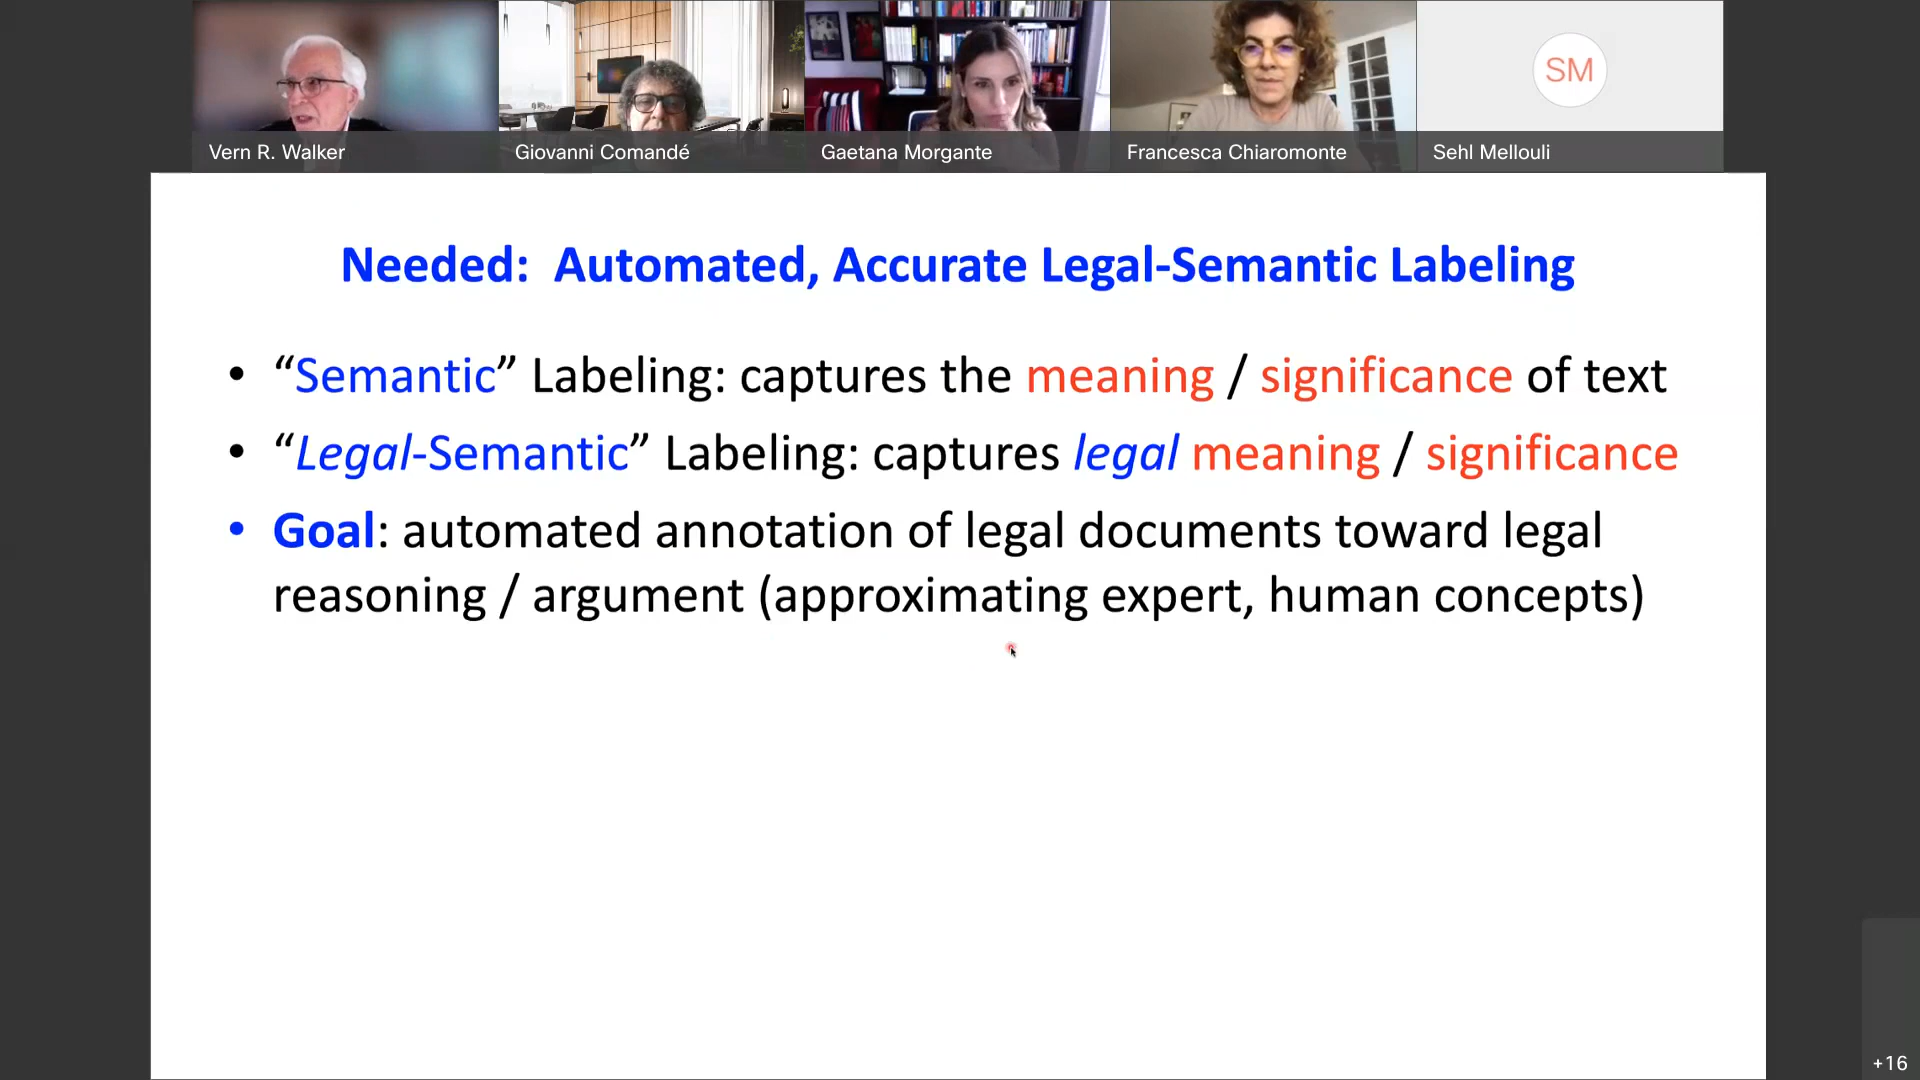 Vern R. Walker
Giovanni Comandé
Gaetana Morgante
Francesca Chiaromonte
SM
Sehl Mellouli
Needed:  Automated, Accurate Legal-Semantic Labeling
• “Semantic” Labeling: captures the meaning / significance of text
• “Legal-Semantic” Labeling: captures legal meaning / significance
• Goal: automated annotation of legal documents toward legal
reasoning / argument (approximating expert, human concepts)
+16